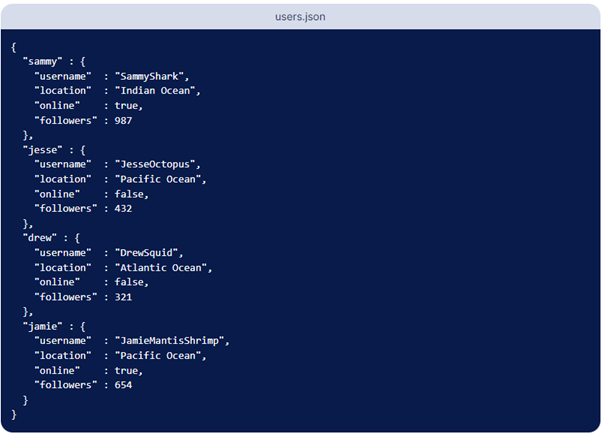 users.json
{
  "sammy" : {
    "username"  : "SammyShark",
    "location"  : "Indian Ocean",
    "online"    : true,
    "followers" : 987
  },
  "jesse" : {
    "username"  : "JesseOctopus",
    "location"  : "Pacific Ocean",
    "online"    : false,
    "followers" : 432
  },
  "drew" : {
    "username"  : "DrewSquid",
    "location"  : "Atlantic Ocean",
    "online"    : false,
    "followers" : 321
  },
  "jamie" : {
    "username"  : "JamieMantisShrimp",
    "location"  : "Pacific Ocean",
    "online"    : true,
    "followers" : 654
  }
}